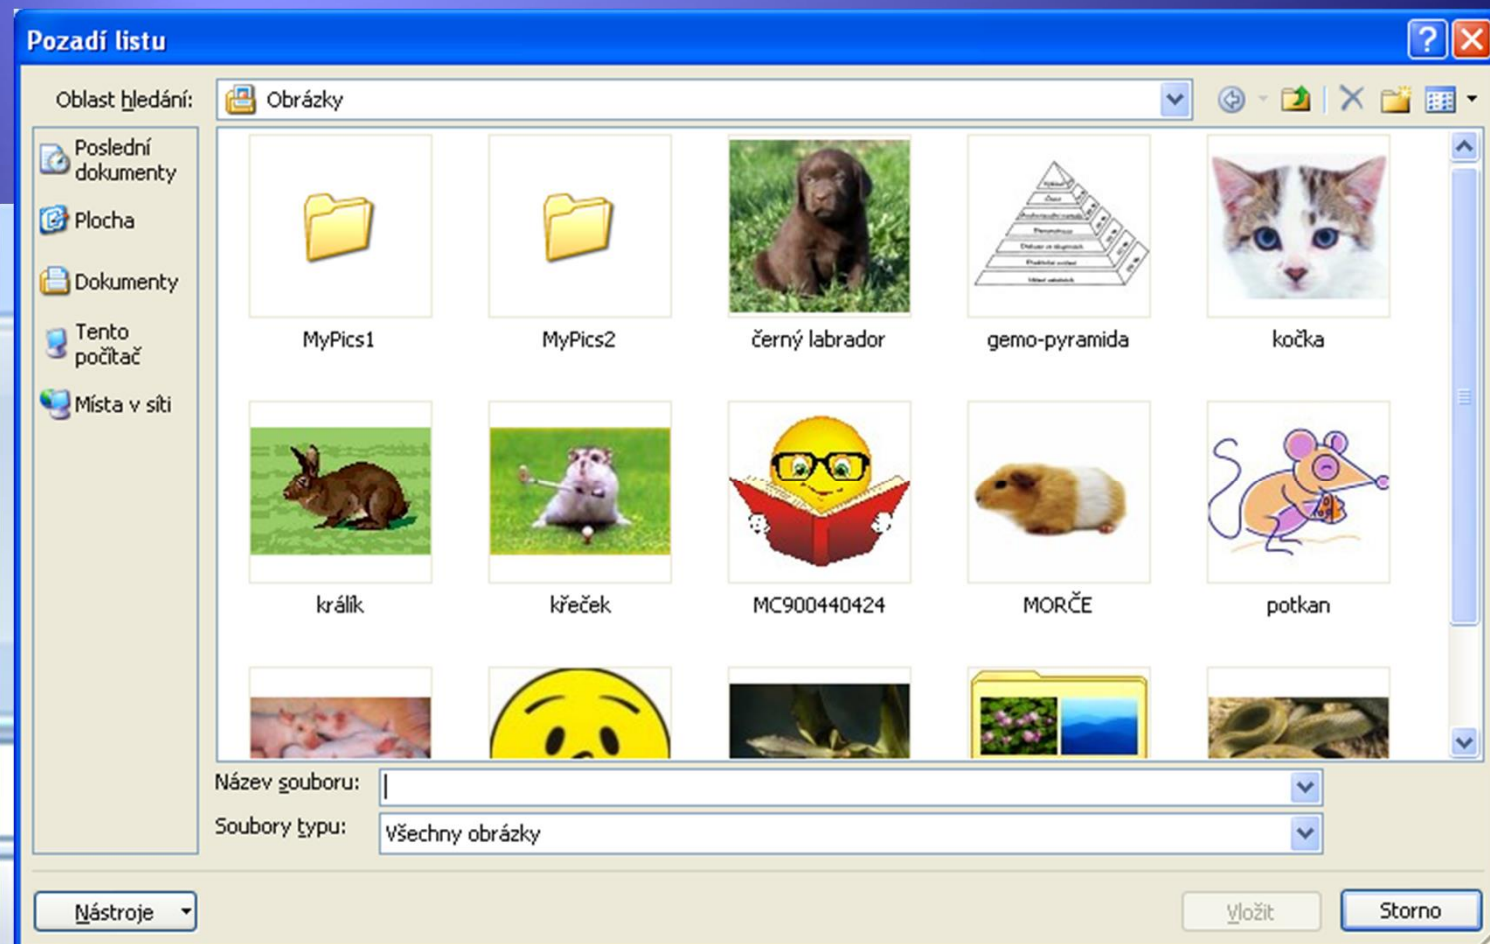 Pozadí listu
Oblast hledání:
Obrázky
Poslední
dokumenty
Plocha
Dokumenty
Tento
počítač
Místa v síti
MyPics1
MyPics2
černý labrador
gemo-pyramida
kočka
králík
křeček
MC900440424
MORČE
potkan
Název souboru:
Soubory typu:
Všechny obrázky
Nástroje
Vložit
Storno